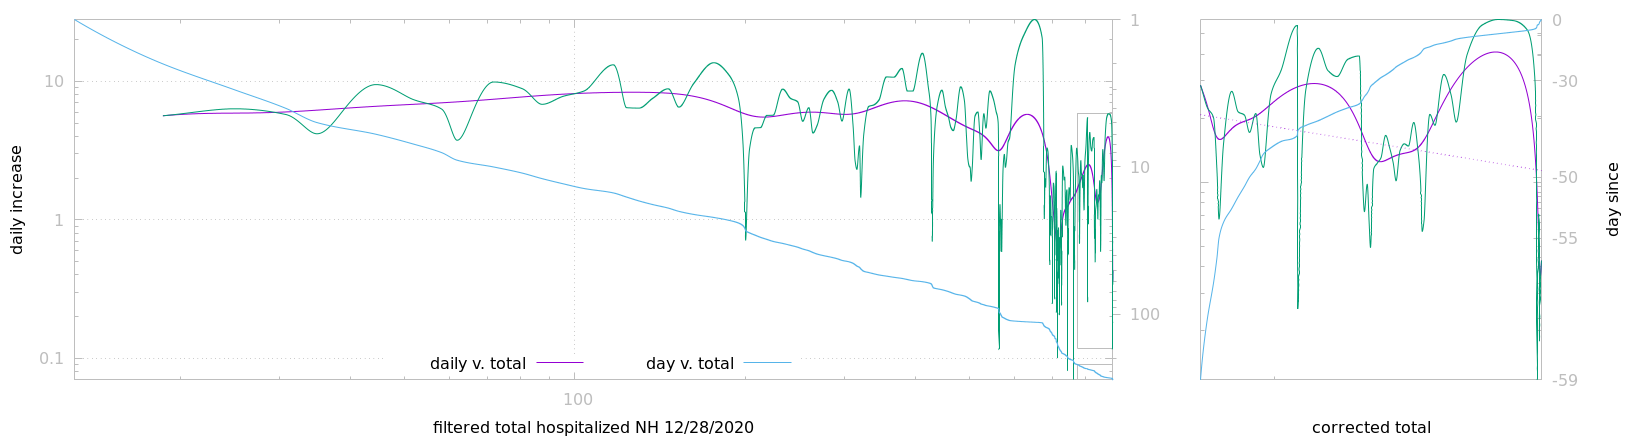 daily increase
10
1
0.1
100
1
10
100
daily v. total
day v. total
filtered total hospitalized NH 12/28/2020
0
-30
-50
-55
-59
day since
corrected total